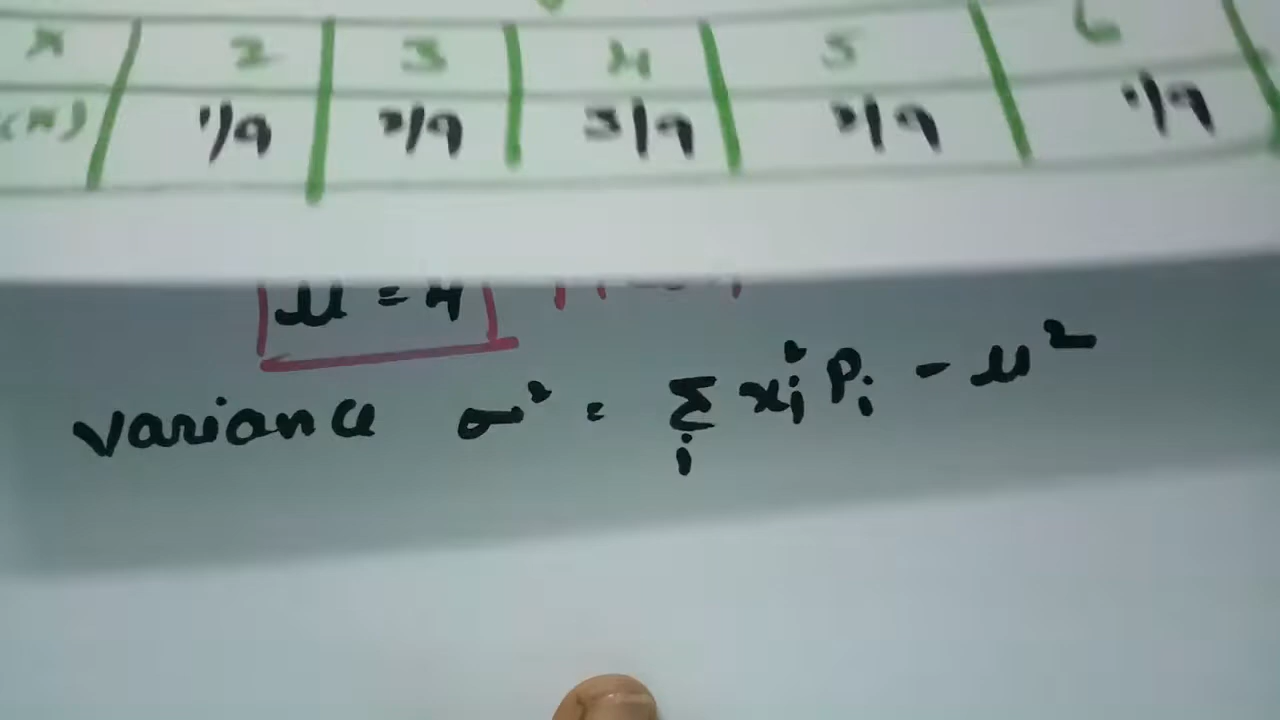 x 2 3 4 5 6
(x) 1/9 2/9 3/9 2/9 1/9
μ = 4
variance σ² = Σ xᵢ² Pᵢ - μ²
i